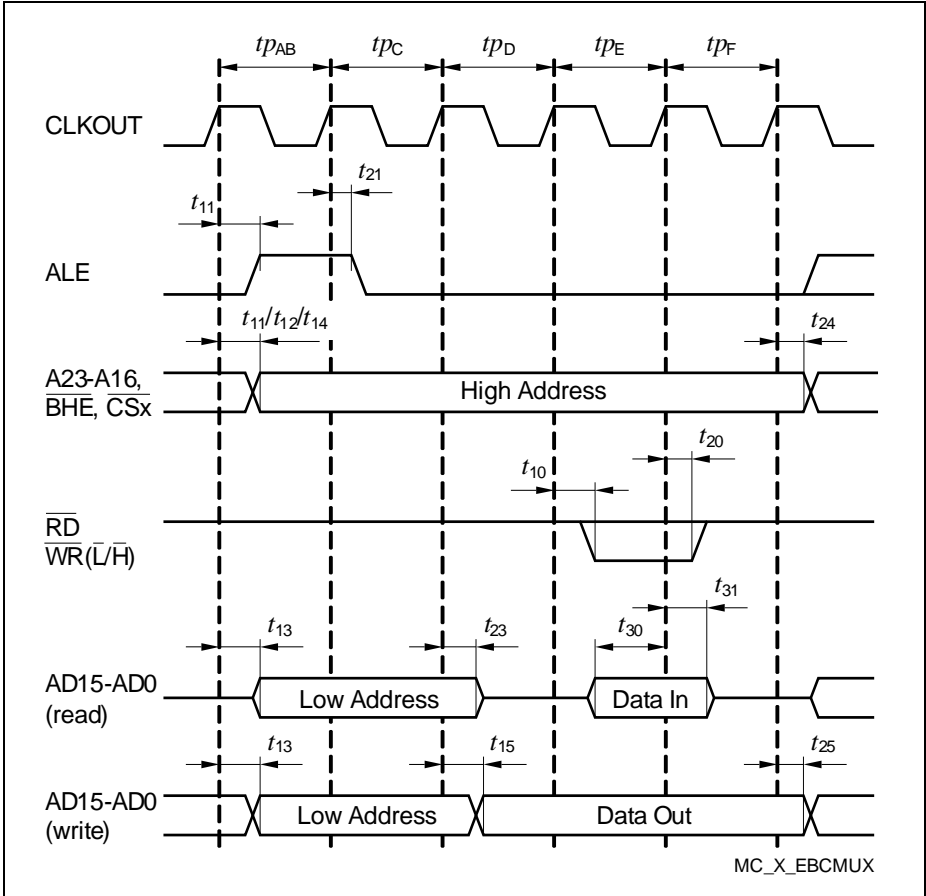 tpAB tpC tpD tpE tpF
CLKOUT
t21
t11
ALE
t11/t12/t14 t24
A23-A16,
BHE, CSx
High Address
t20
t10
RD
WR(L/H)
t31
t13 t23 t30
AD15-AD0
(read)
Low Address Data In
t13 t15 t25
AD15-AD0
(write)
Low Address Data Out
MC_X_EBCMUX